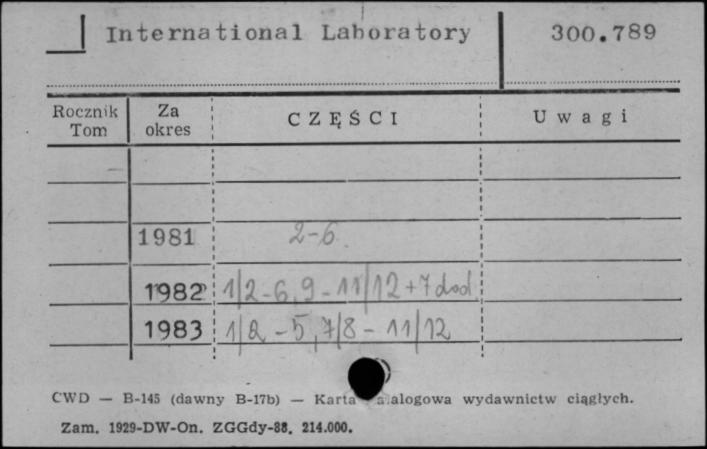 International Laboratory 300.789
Rocznik Tom Za okres CZĘŚCI Uwagi
1981 2-6.
1982 1/2-6, 9-11/12+7 dod
1983 1/2-5, 7/8-11/12
CWD — B-145 (dawny B-17b) — Karta alogowa wydawnictw ciągłych.
Zam. 1929-DW-On. ZGGdy-88. 214.000.